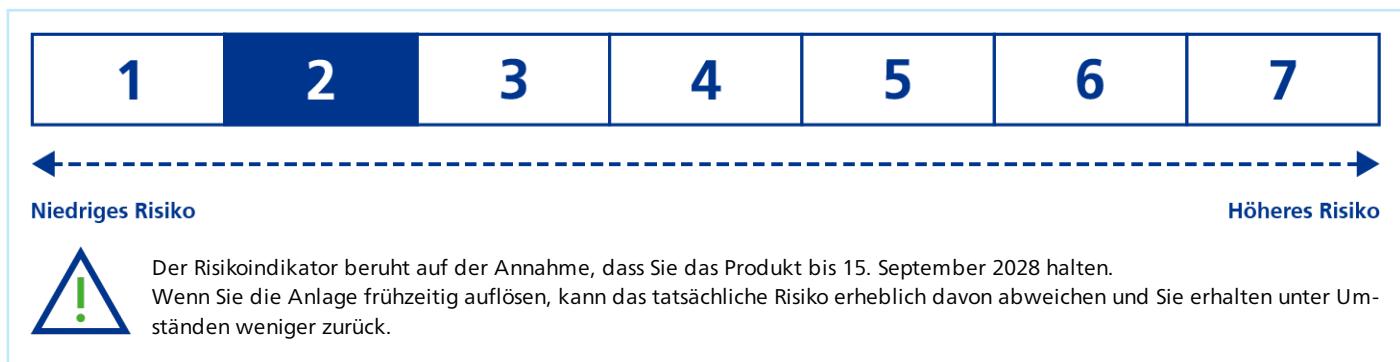 1 2 3 4 5 6 7
Niedriges Risiko Höheres Risiko
Der Risikoindikator beruht auf der Annahme, dass Sie das Produkt bis 15. September 2028 halten.
Wenn Sie die Anlage frühzeitig auflösen, kann das tatsächliche Risiko erheblich davon abweichen und Sie erhalten unter Um-
ständen weniger zurück.